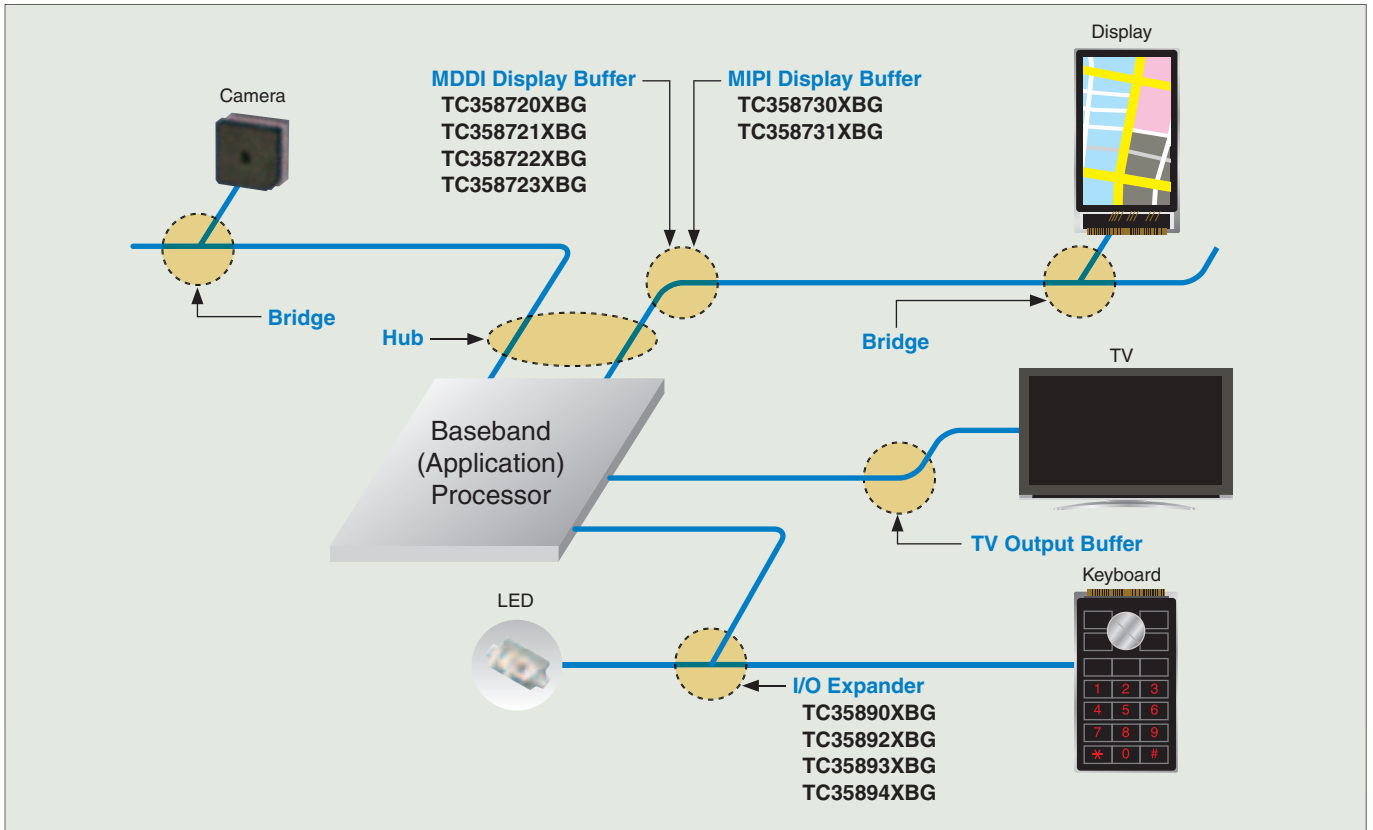 Display
MDDI Display Buffer
TC358720XBG
TC358721XBG
TC358722XBG
TC358723XBG
MIPI Display Buffer
TC358730XBG
TC358731XBG
Camera
Bridge
Hub
Bridge
TV
Baseband
(Application)
Processor
TV Output Buffer
Keyboard
LED
I/O Expander
TC35890XBG
TC35892XBG
TC35893XBG
TC35894XBG
1 2 3
4 5 6
7 8 9
* 0 #